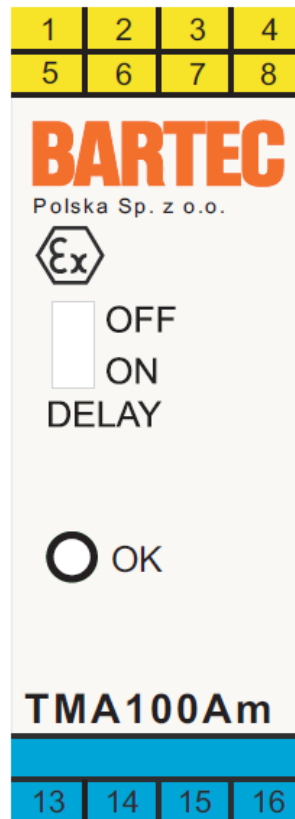 1 2 3 4
5 6 7 8
BARTEC
Polska Sp. z o.o.
Ex
OFF
ON
DELAY
OK
TMA100Am
13 14 15 16